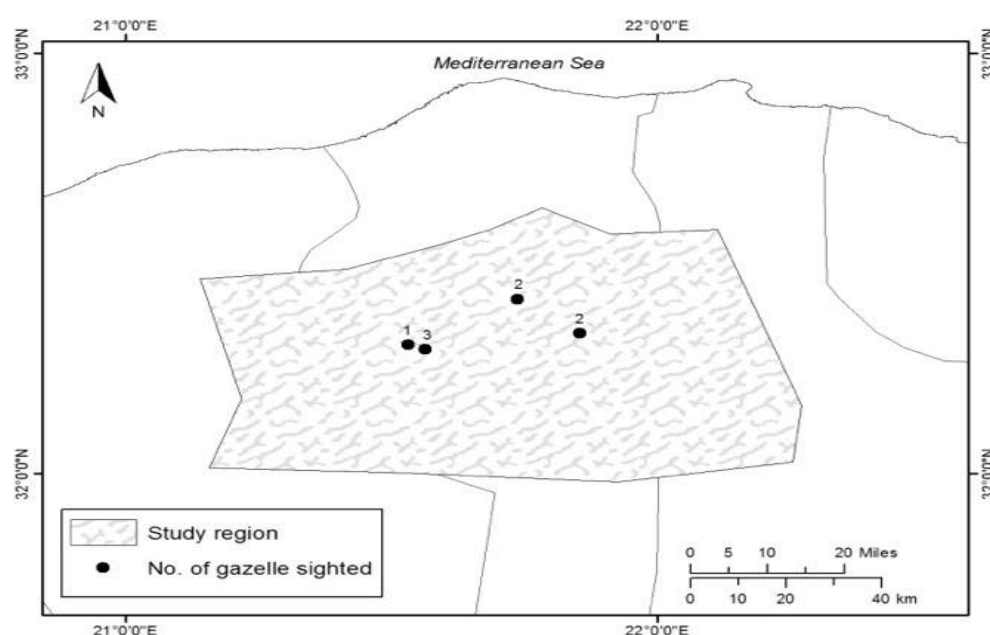 21°0'0"E 22°0'0"E
33°0'0"N 33°0'0"N
Mediterranean Sea
N
2
2
1 3
32°0'0"N 32°0'0"N
Study region
No. of gazelle sighted
0 5 10 20 Miles
0 10 20 40 km
21°0'0"E 22°0'0"E